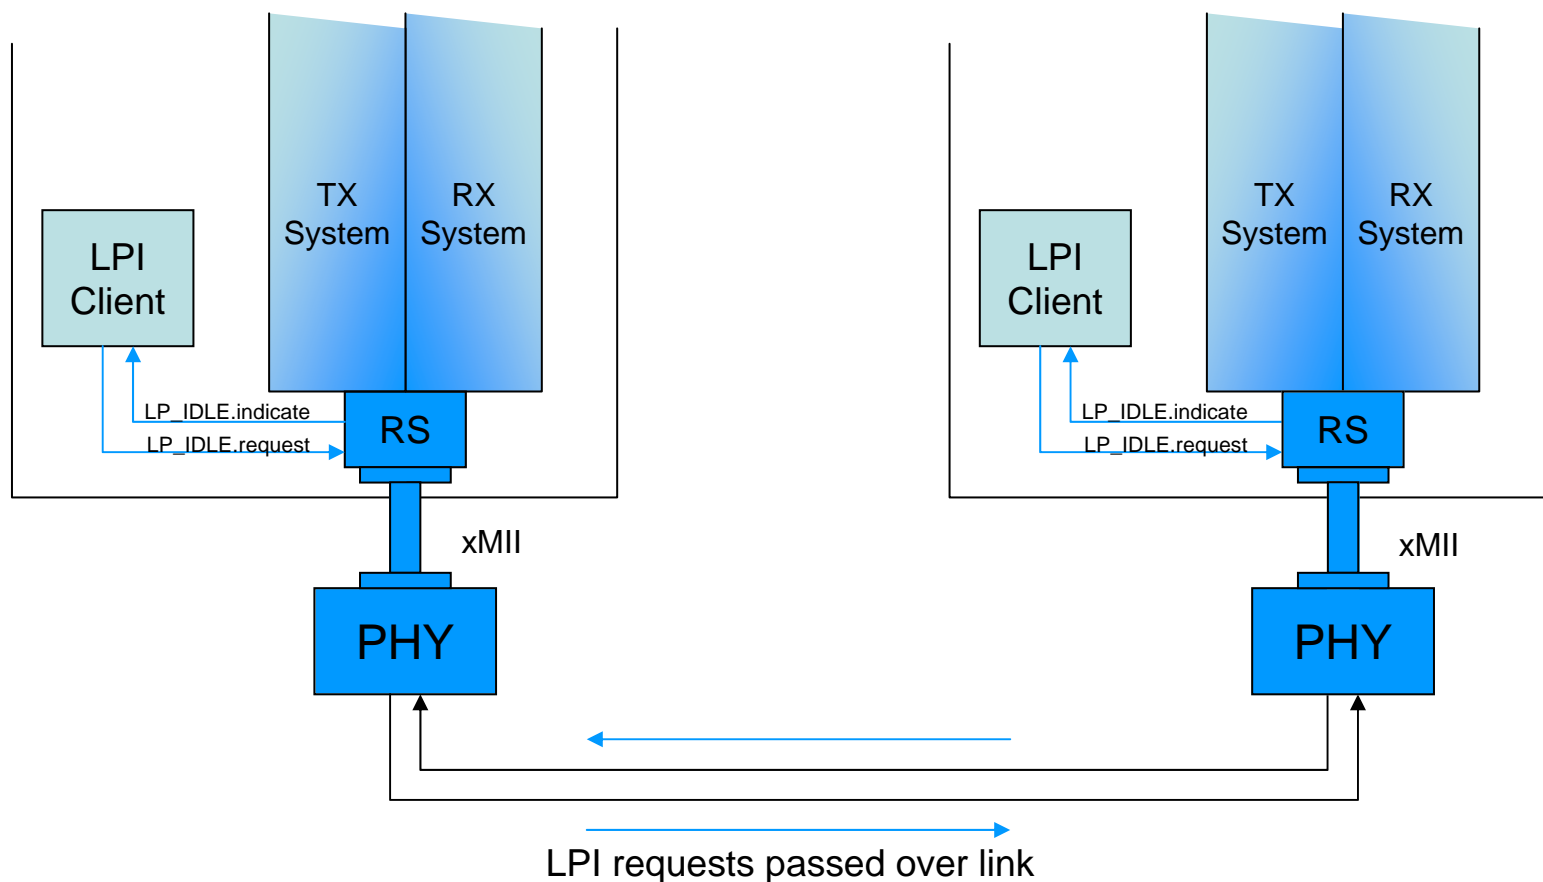 TX
System
RX
System
LPI
Client
LP_IDLE.indicate
LP_IDLE.request
RS
xMII
PHY
TX
System
RX
System
LPI
Client
LP_IDLE.indicate
LP_IDLE.request
RS
xMII
PHY
LPI requests passed over link